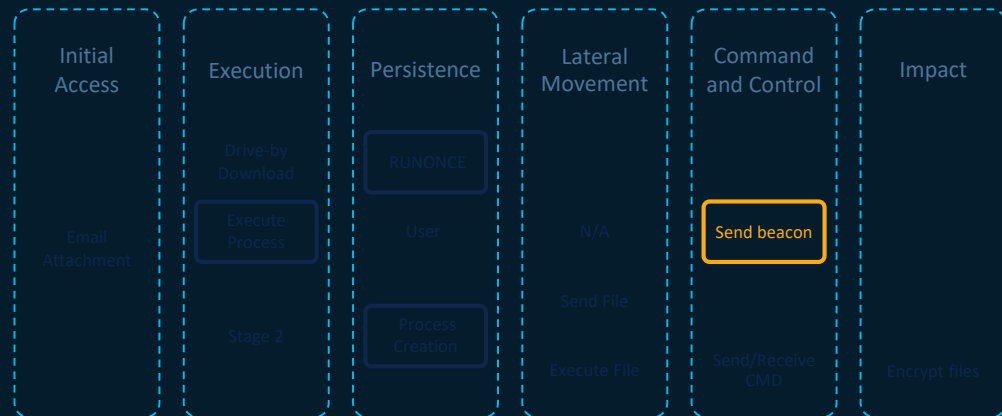 Initial
Access
Execution
Persistence
Lateral
Movement
Command
and Control
Impact
Drive-by
Download
RUNONCE
Email
Attachment
Execute
Process
User
N/A
Send beacon
Send File
Stage 2
Process
Creation
Execute File
Send/Receive
CMD
Encrypt files